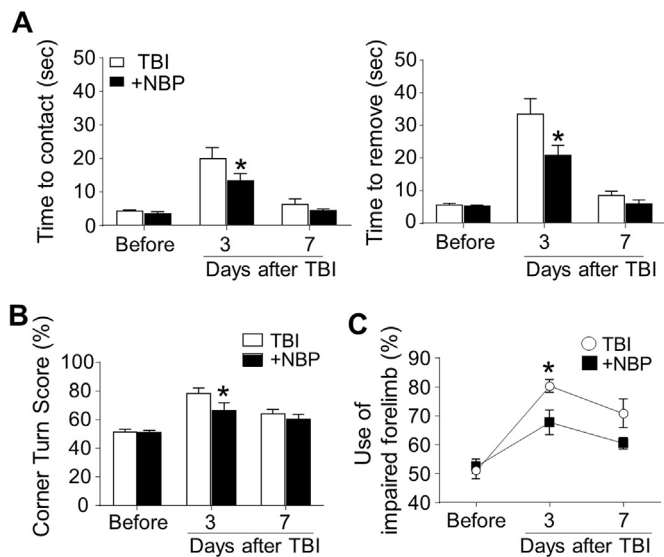 A
Time to contact (sec)
50
40
30
20
10
0
TBI
+NBP
*
Before
3
7
Days after TBI
Time to remove (sec)
50
40
30
20
10
0
*
Before
3
7
Days after TBI
B
Corner Turn Score (%)
100
80
60
40
20
0
TBI
+NBP
*
Before
3
7
Days after TBI
C
Use of
impaired forelimb (%)
90
80
70
60
50
40
TBI
+NBP
*
Before
3
7
Days after TBI